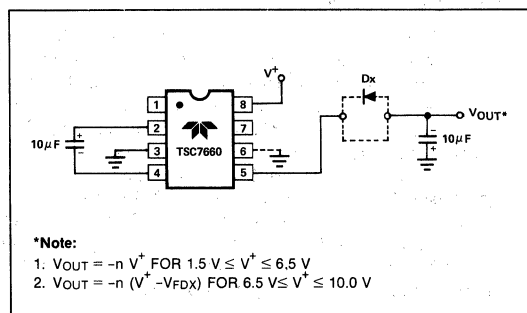 V+
Dx
1
8
VOUT*
10μF
2
7
10μF
3
TSC7660
6
4
5
*Note:
1. VOUT = -n V+ FOR 1.5 V ≤ V+ ≤ 6.5 V
2. VOUT = -n (V+ -VFDX) FOR 6.5 V≤ V+ ≤ 10.0 V